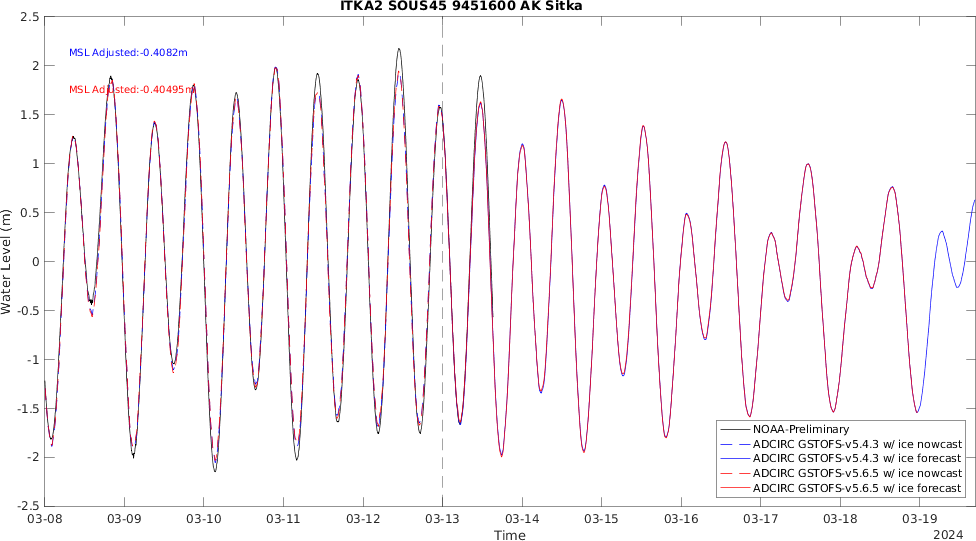 ITKA2 SOUS45 9451600 AK Sitka
2.5
MSL Adjusted:-0.4082m
2
MSL Adjusted:-0.40495m
1.5
1
0.5
Water Level (m)
0
-0.5
-1
-1.5
NOAA-Preliminary
ADCIRC GSTOFS-v5.4.3 w/ ice nowcast
-2
ADCIRC GSTOFS-v5.4.3 w/ ice forecast
ADCIRC GSTOFS-v5.6.5 w/ ice nowcast
ADCIRC GSTOFS-v5.6.5 w/ ice forecast
-2.5
03-08 03-09 03-10 03-11 03-12 03-13 03-14 03-15 03-16 03-17 03-18 03-19
Time
2024